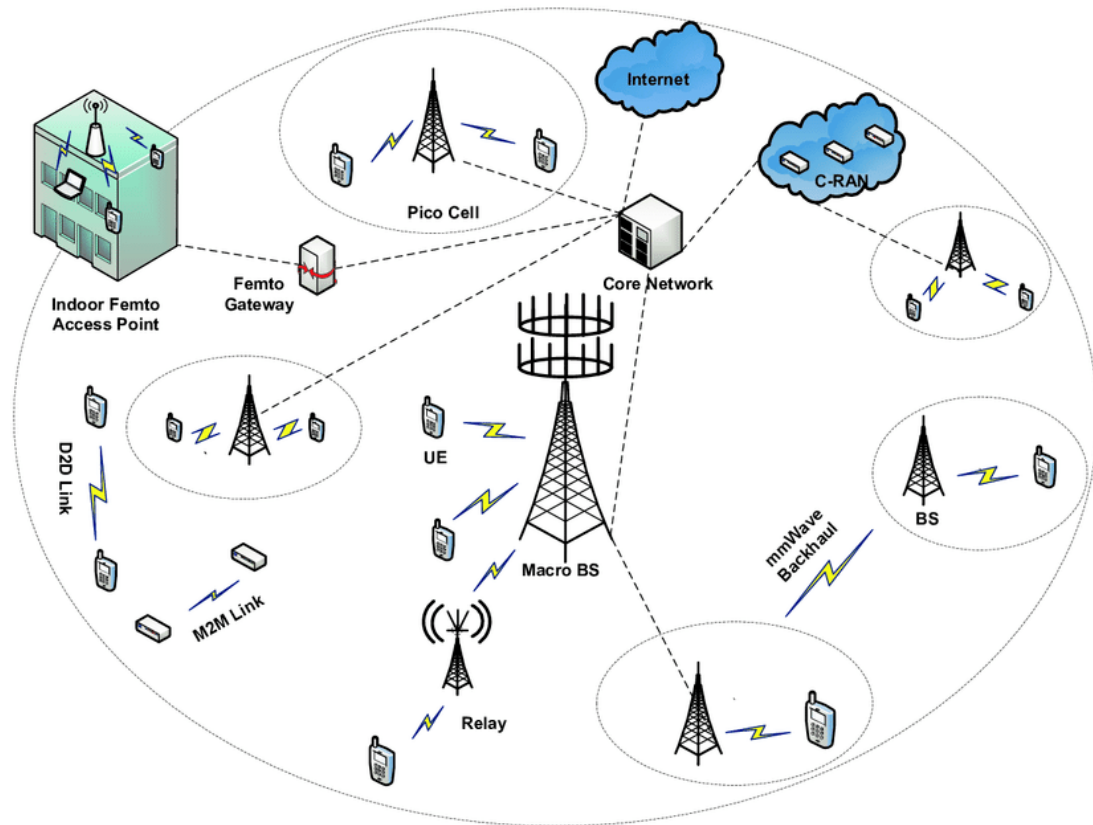 Internet
C-RAN
Pico Cell
Core Network
Femto
Gateway
Indoor Femto
Access Point
D2D Link
UE
M2M Link
Macro BS
Relay
BS
mmWave
Backhaul